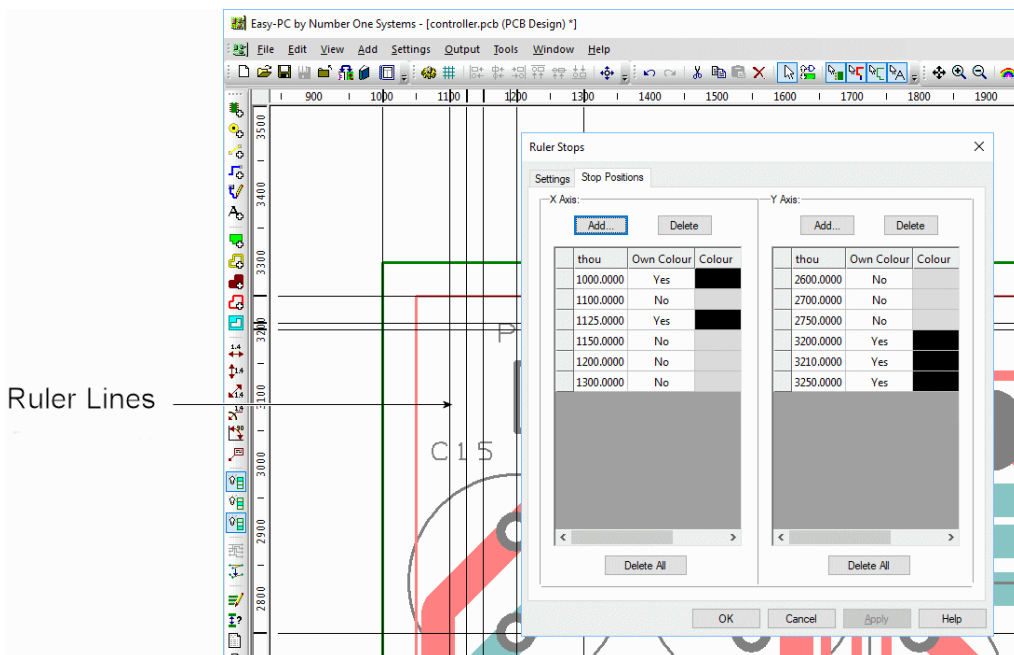 Easy-PC by Number One Systems - [controller.pcb (PCB Design) *]
File Edit View Add Settings Output Tools Window Help
900 1000 1100 1200 1300 1400 1500 1600 1700 1800 1900
3500
3400
3300
3200
3100
3000
2900
2800
Ruler Lines
P
C15
Ruler Stops
Settings Stop Positions
X Axis:
Add... Delete
thou Own Colour Colour
1000.0000 Yes
1100.0000 No
1125.0000 Yes
1150.0000 No
1200.0000 No
1300.0000 No
Delete All
Y Axis:
Add... Delete
thou Own Colour Colour
2600.0000 No
2700.0000 No
2750.0000 No
3200.0000 Yes
3210.0000 Yes
3250.0000 Yes
Delete All
OK Cancel Apply Help